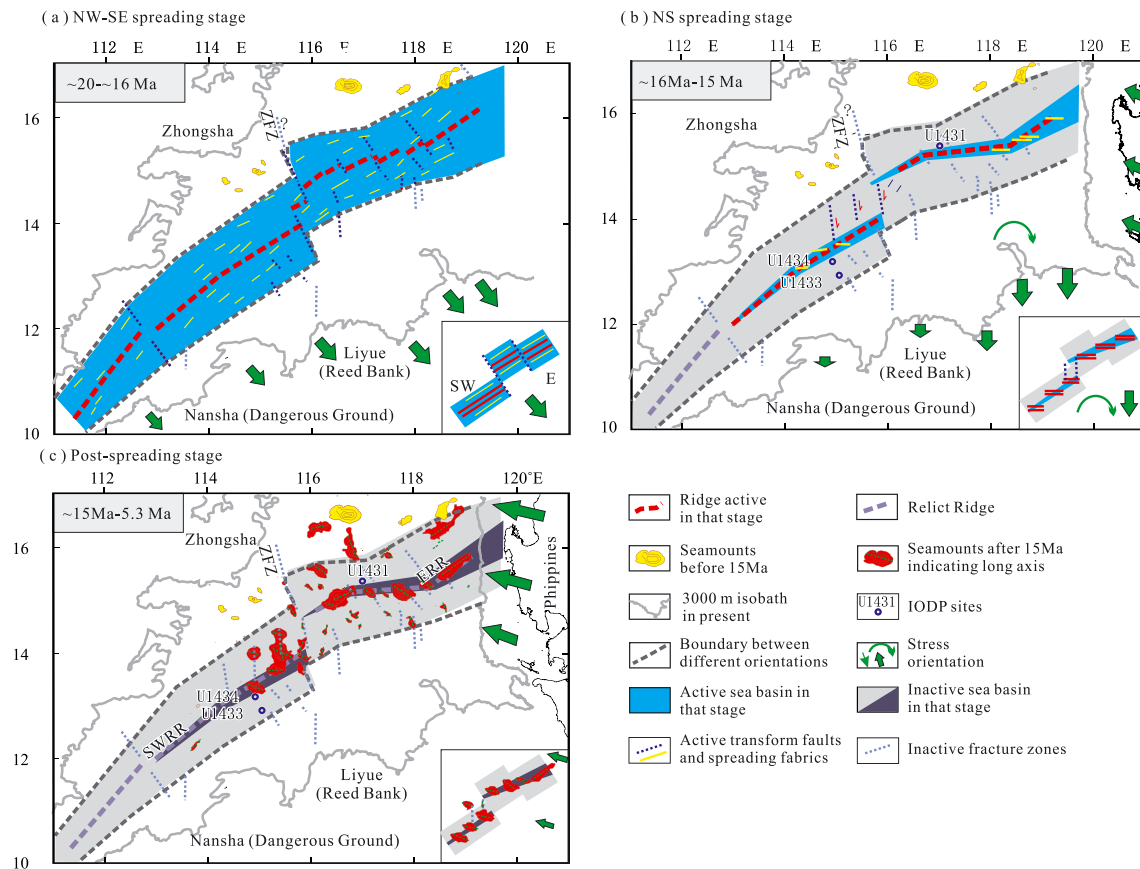 ( a ) NW-SE spreading stage
112 E 114 E 116 E 118 E 120 E
~20-~16 Ma
16
14
12
10
Zhongsha
ZFZ
?
Liyue
(Reed Bank)
Nansha (Dangerous Ground)
SW
E
( b ) NS spreading stage
112 E 114 E 116 E 118 E 120 E
~16Ma-15 Ma
16
14
12
10
Zhongsha
ZFZ
?
U1431
U1434
U1433
Liyue
(Reed Bank)
Nansha (Dangerous Ground)
( c ) Post-spreading stage
112 114 116 118 120°E
~15Ma-5.3 Ma
16
14
12
10
Zhongsha
ZFZ
U1431
ERR
U1434
U1433
SWRR
Phippines
Liyue
(Reed Bank)
Nansha (Dangerous Ground)
Ridge active
in that stage
Relict Ridge
Seamounts
before 15Ma
Seamounts after 15Ma
indicating long axis
3000 m isobath
in present
U1431
IODP sites
Boundary between
different orientations
Stress
orientation
Active sea basin in
that stage
Inactive sea basin
in that stage
Active transform faults
and spreading fabrics
Inactive fracture zones